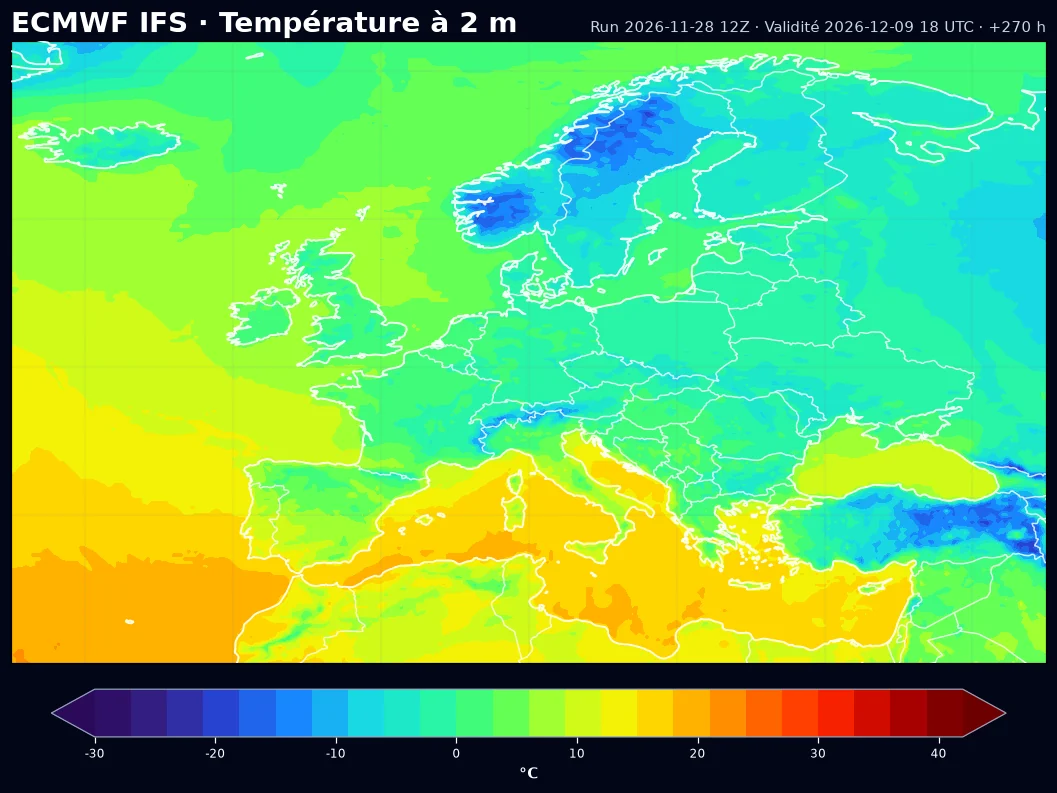 ECMWF IFS · Température à 2 m
Run 2026-11-28 12Z · Validité 2026-12-09 18 UTC · +270 h
-30 -20 -10 0 10 20 30 40
°C